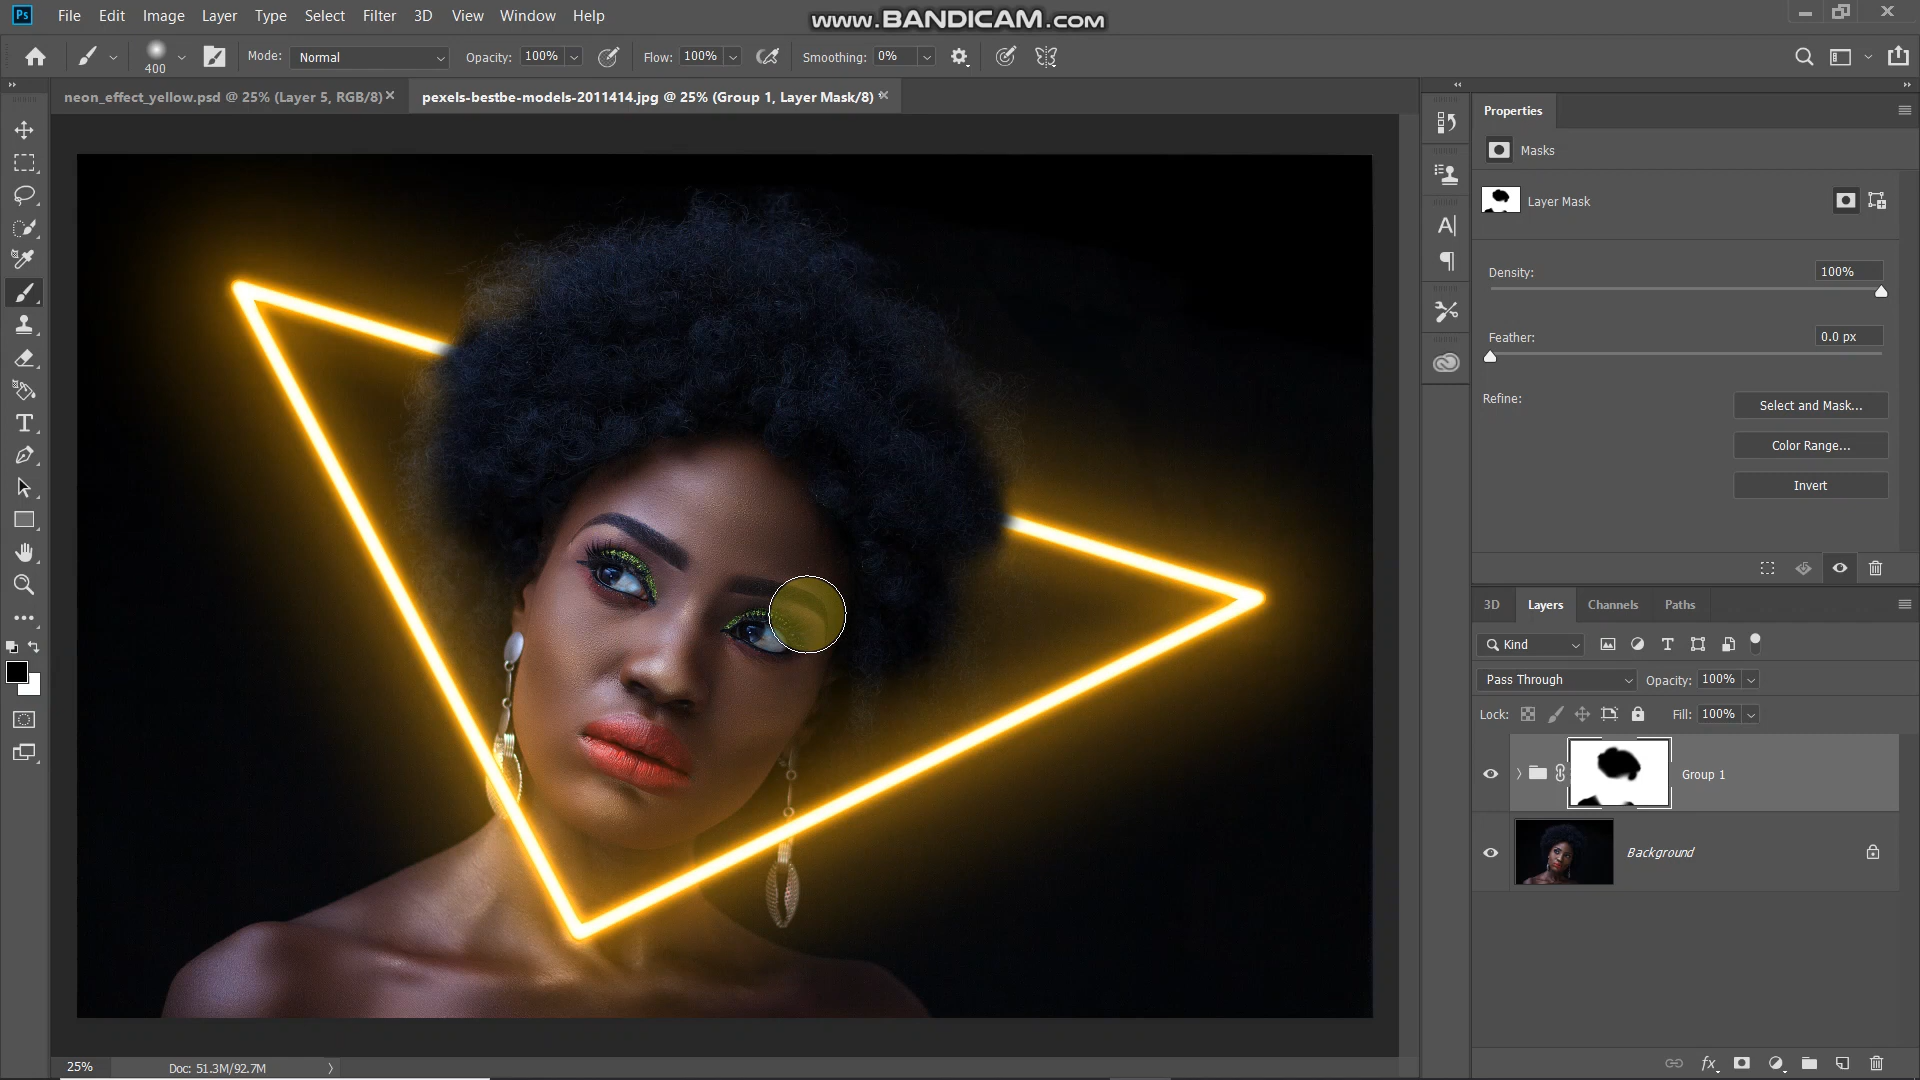 Ps File Edit Image Layer Type Select Filter 3D View Window Help
www.BANDICAM.com
400 Mode: Normal Opacity: 100% Flow: 100% Smoothing: 0%
neon_effect_yellow.psd @ 25% (Layer 5, RGB/8)
pexels-bestbe-models-2011414.jpg @ 25% (Group 1, Layer Mask/8)
Properties
Masks
Layer Mask
Density: 100%
Feather: 0.0 px
Refine: Select and Mask...
Color Range...
Invert
3D Layers Channels Paths
Kind
Pass Through Opacity: 100%
Lock: Fill: 100%
Group 1
Background
25% Doc: 51.3M/92.7M